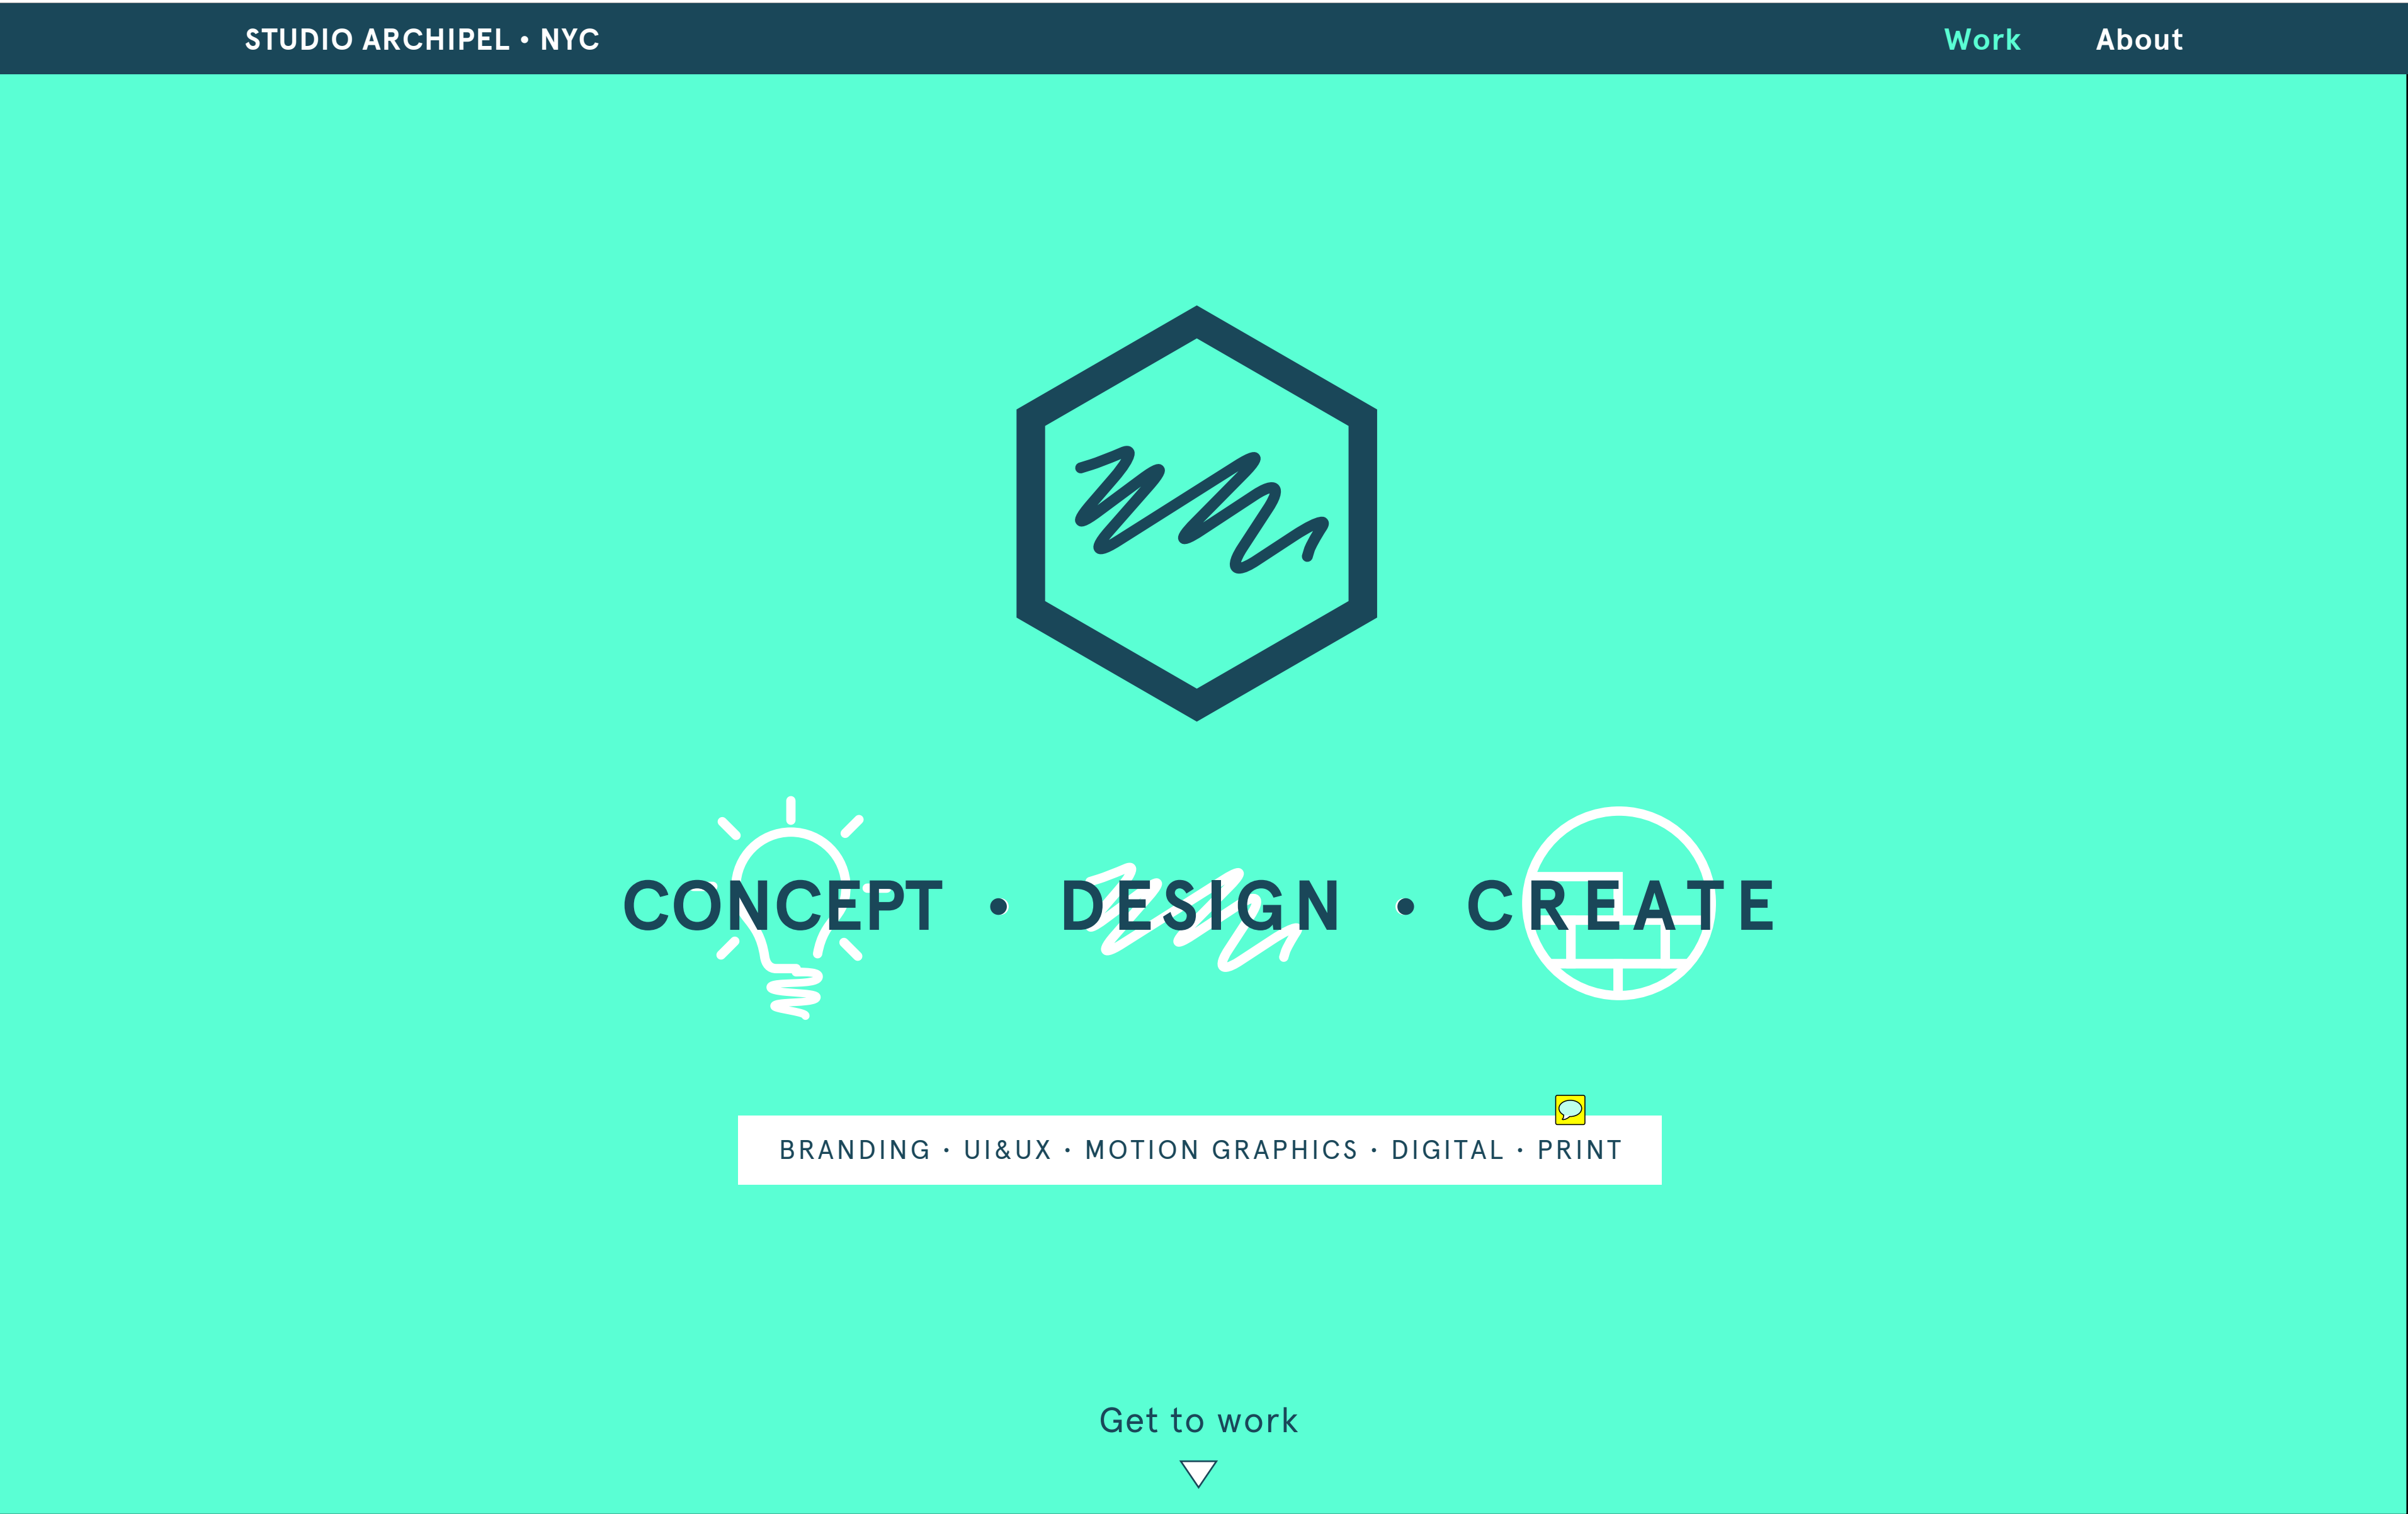 STUDIO ARCHIPEL • NYC
Work
About
CONCEPT • DESIGN • CREATE
BRANDING · UI&UX · MOTION GRAPHICS · DIGITAL · PRINT
Get to work